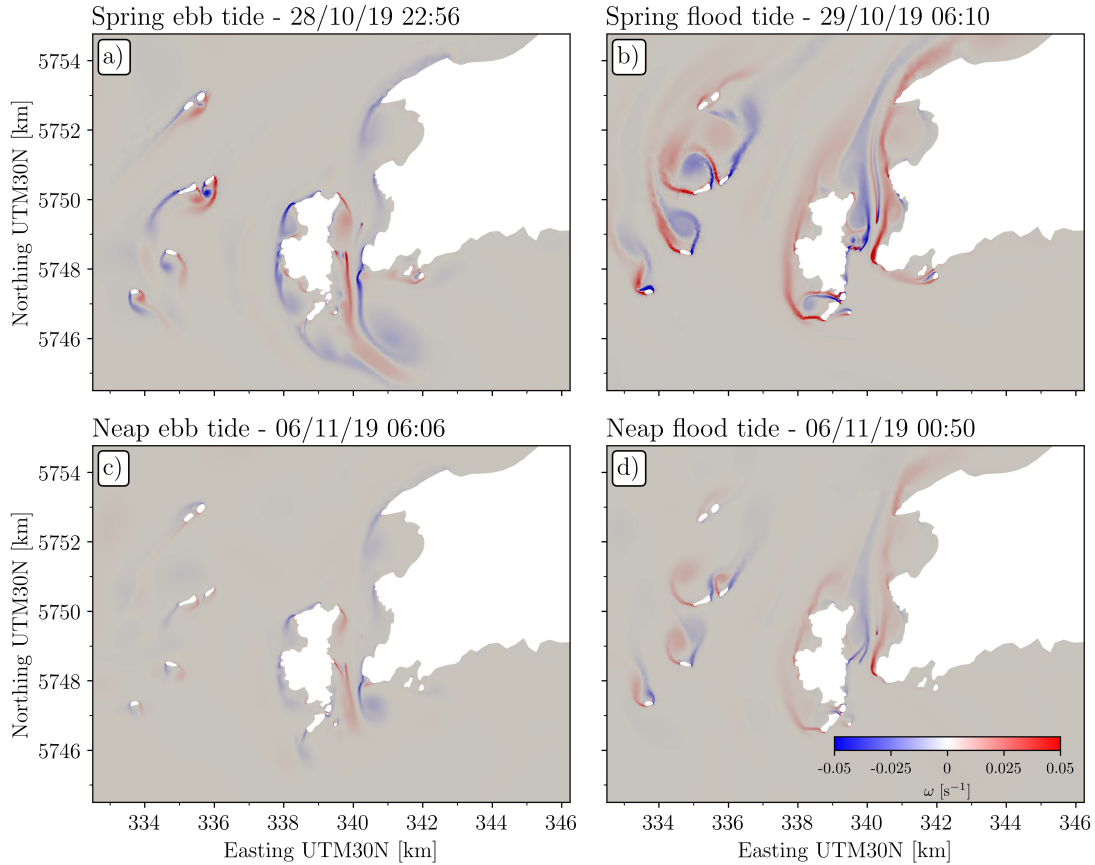 Spring ebb tide - 28/10/19 22:56
Spring flood tide - 29/10/19 06:10
a)
b)
5754
5752
5750
5748
5746
Northing UTM30N [km]
Neap ebb tide - 06/11/19 06:06
Neap flood tide - 06/11/19 00:50
c)
d)
5754
5752
5750
5748
5746
Northing UTM30N [km]
-0.05 -0.025 0 0.025 0.05
ω [s⁻¹]
334 336 338 340 342 344 346
334 336 338 340 342 344 346
Easting UTM30N [km]
Easting UTM30N [km]